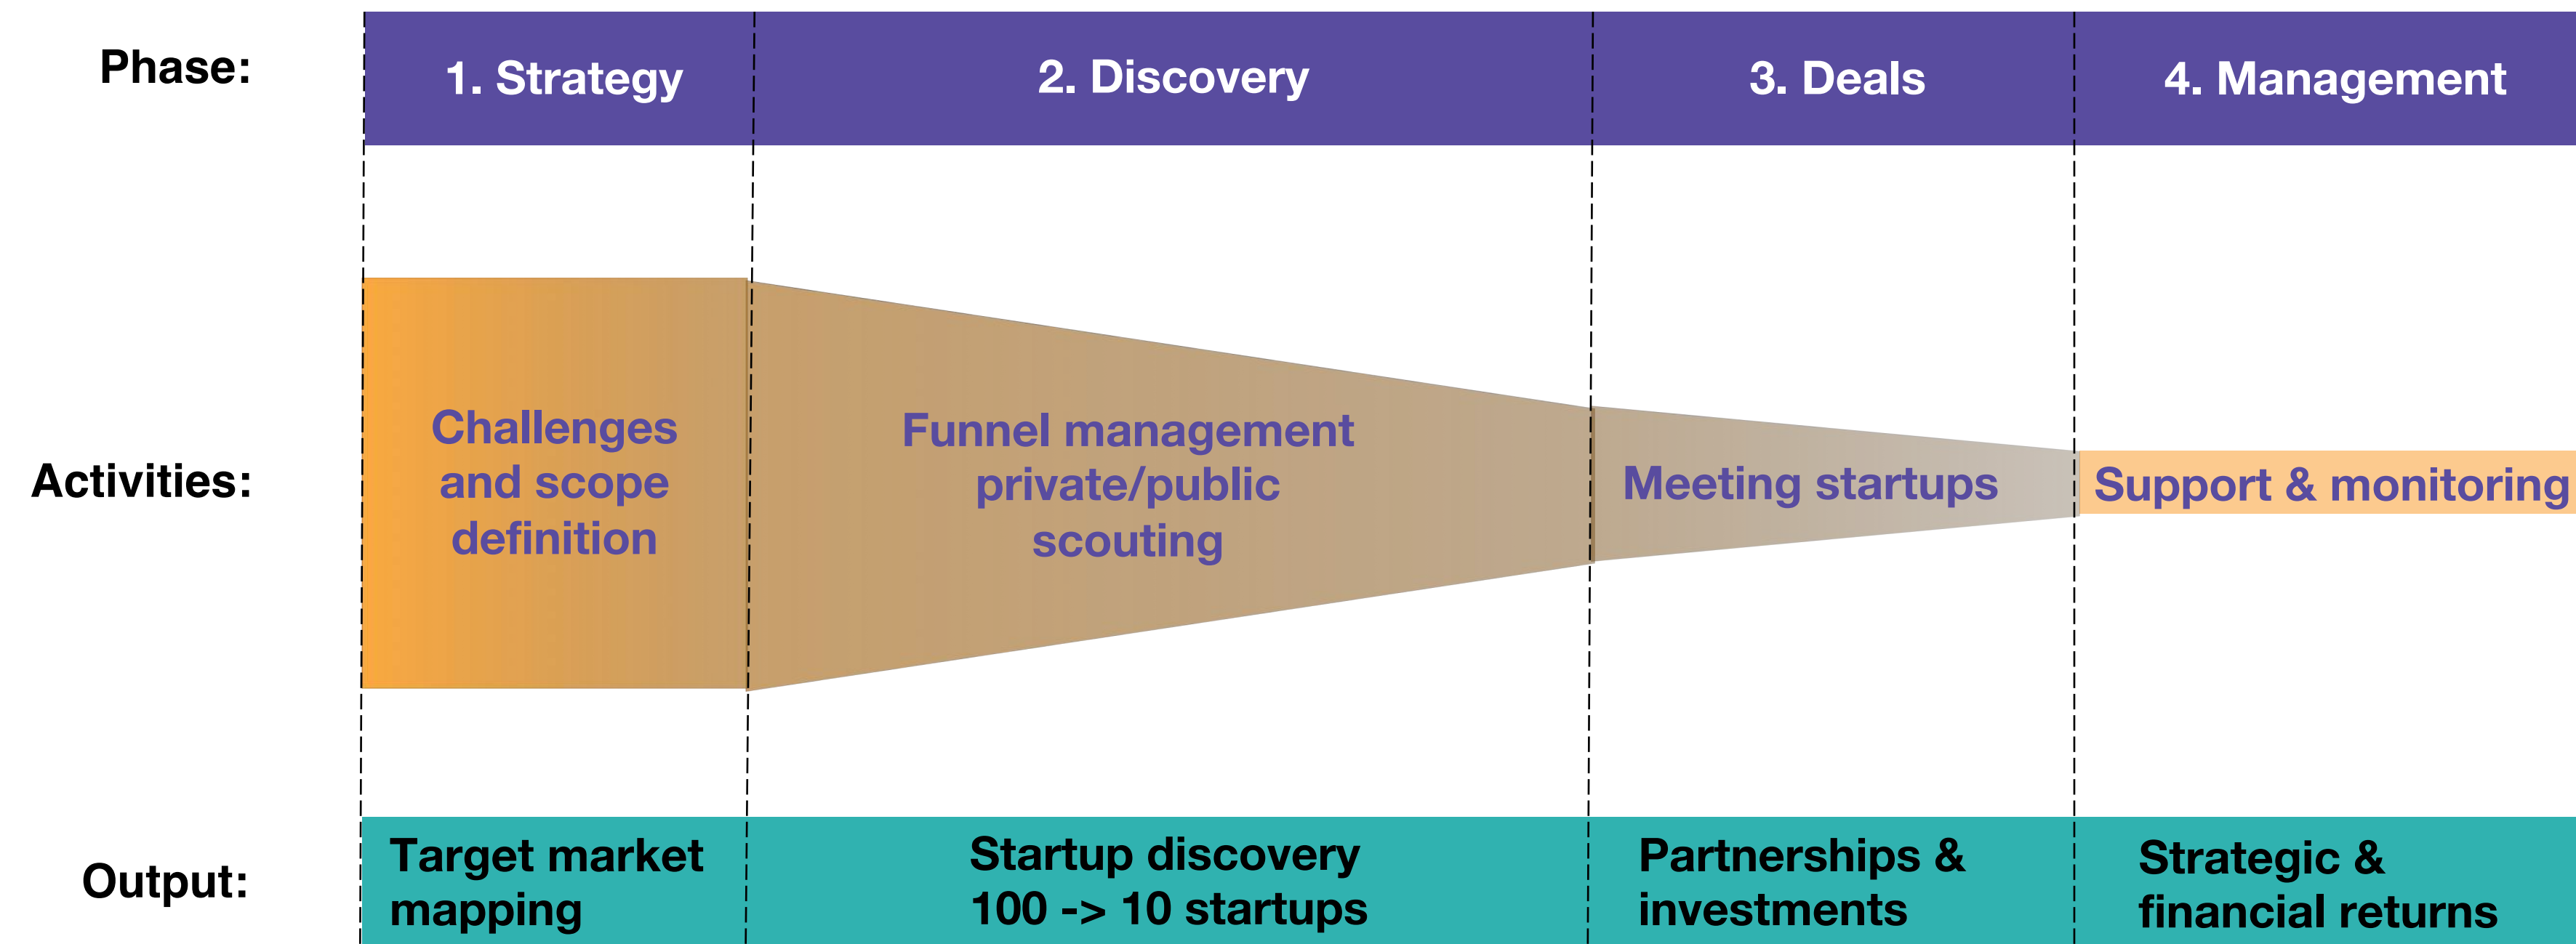 Phase:
1. Strategy
2. Discovery
3. Deals
4. Management
Activities:
Challenges
and scope
definition
Funnel management
private/public
scouting
Meeting startups
Support & monitoring
Output:
Target market
mapping
Startup discovery
100 -> 10 startups
Partnerships &
investments
Strategic &
financial returns